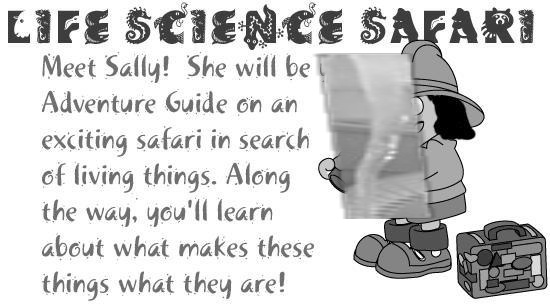 LIFE SCIENCE SAFARI
Meet Sally! She will be
Adventure Guide on an
exciting safari in search
of living things. Along
the way, you'll learn
about what makes these
things what they are!